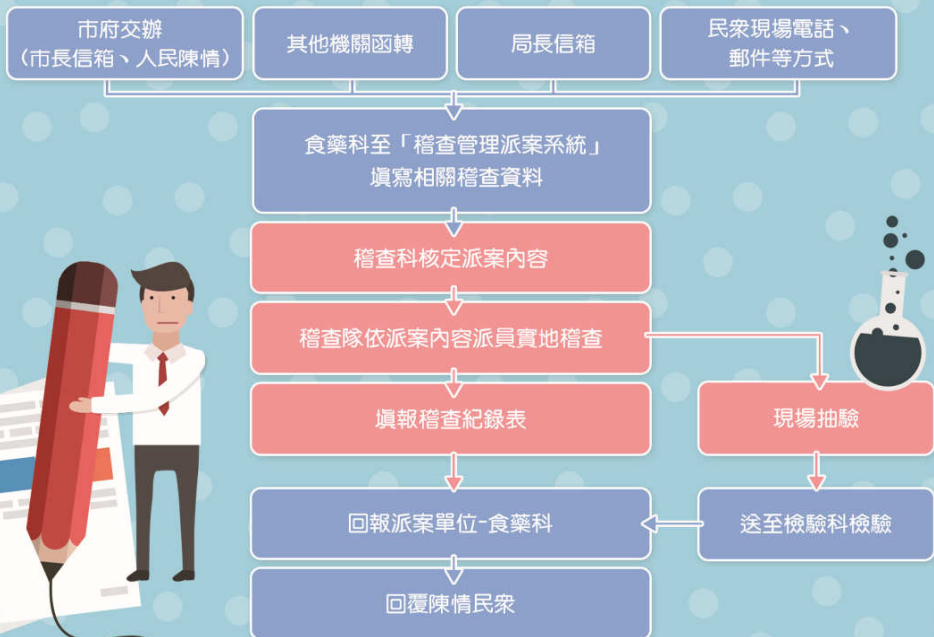 市府交辦
（市長信箱、人民陳情）
其他機關函轉
局長信箱
民衆現場電話、
郵件等方式
食藥科至「稽查管理派案系統」
填寫相關稽查資料
稽查科核定派案內容
稽查隊依派案內容派員實地稽查
填報稽查紀錄表
現場抽驗
回報派案單位-食藥科
送至檢驗科檢驗
回覆陳情民衆